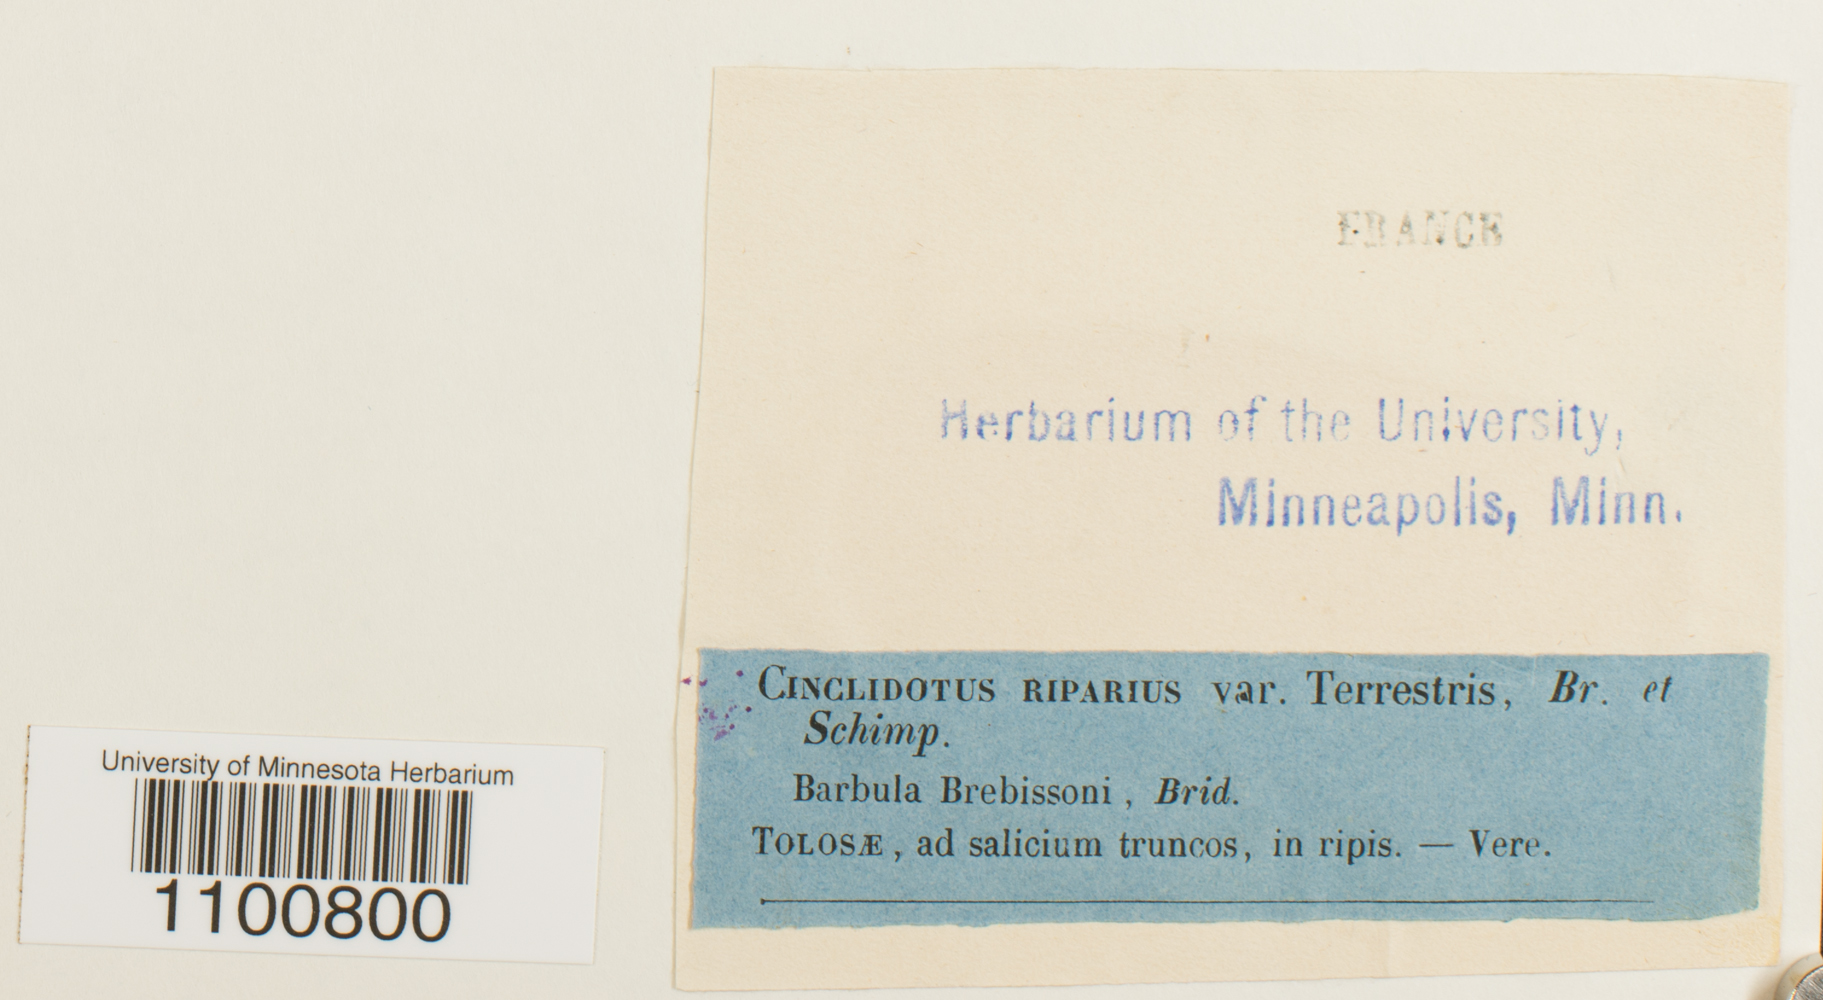 FRANCE
Herbarium of the University,
Minneapolis, Minn.
CINCLIDOTUS RIPARIUS var. Terrestris, Br. et
Schimp.
Barbula Brebissoni, Brid.
TOLOSÆ, ad salicium truncos, in ripis. — Vere.
University of Minnesota Herbarium
1100800